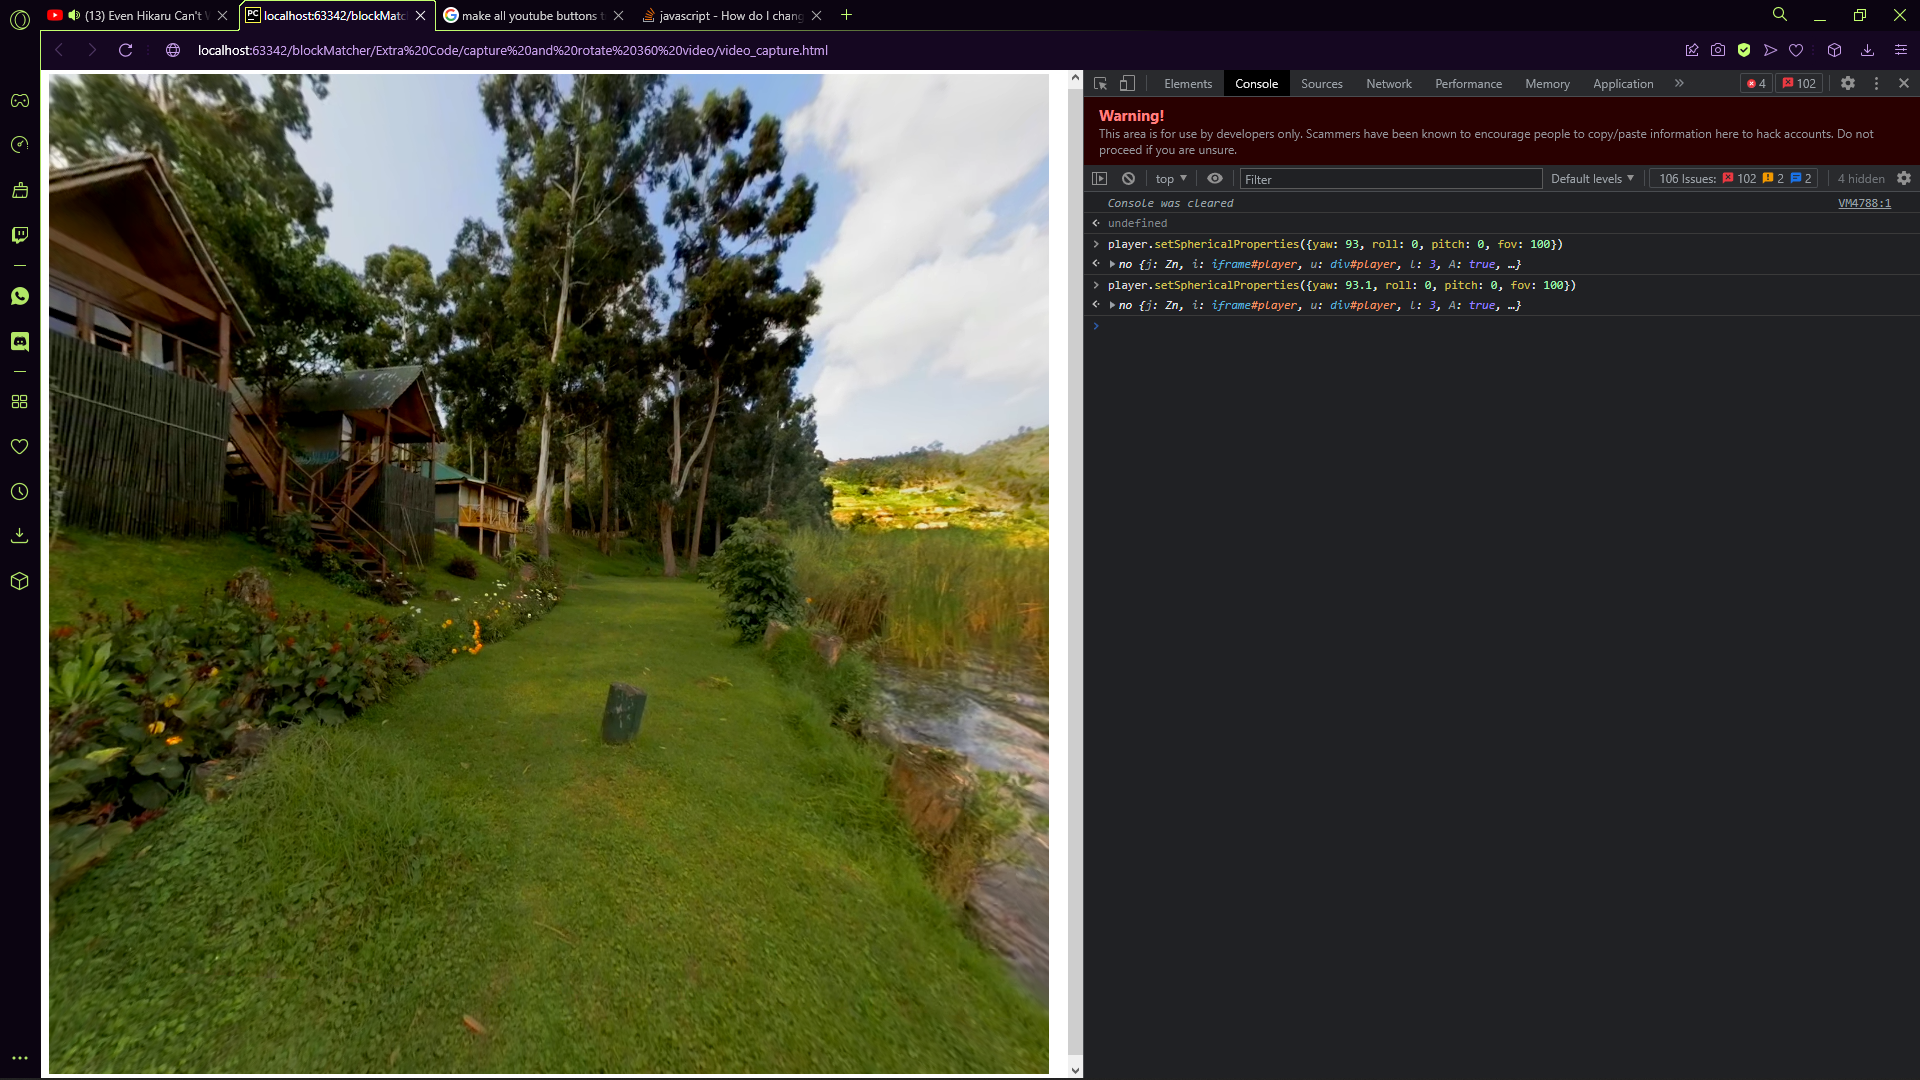 (13) Even Hikaru Can't
localhost:63342/blockMatc
make all youtube buttons t
javascript - How do I chang
localhost:63342/blockMatcher/Extra%20Code/capture%20and%20rotate%20360%20video/video_capture.html
Elements Console Sources Network Performance Memory Application » 4 102
Warning!
This area is for use by developers only. Scammers have been known to encourage people to copy/paste information here to hack accounts. Do not
proceed if you are unsure.
top Filter Default levels 106 Issues: 102 2 2 4 hidden
Console was cleared VM4788:1
undefined
player.setSphericalProperties({yaw: 93, roll: 0, pitch: 0, fov: 100})
no {j: Zn, i: iframe#player, u: div#player, l: 3, A: true, …}
player.setSphericalProperties({yaw: 93.1, roll: 0, pitch: 0, fov: 100})
no {j: Zn, i: iframe#player, u: div#player, l: 3, A: true, …}